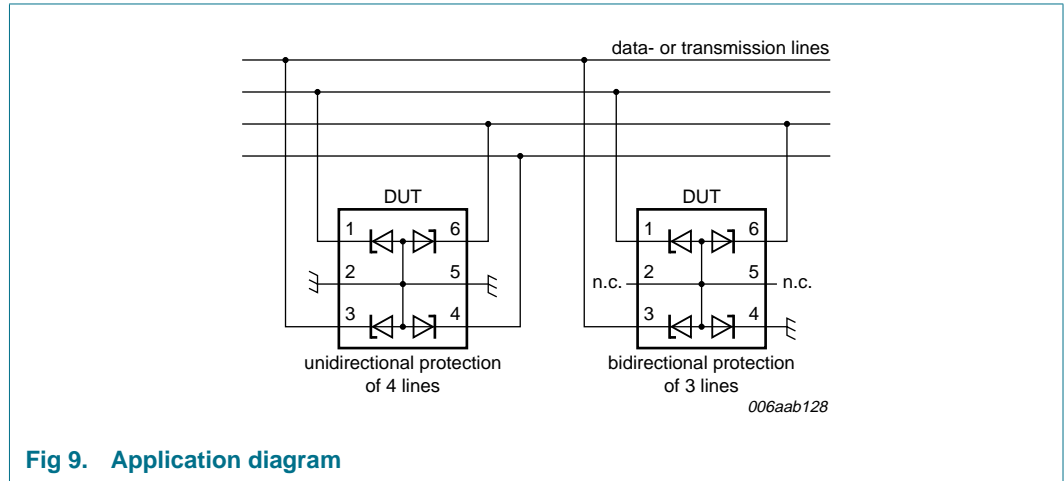 data- or transmission lines
DUT
DUT
1 6
1 6
2 5
n.c. 2 5 n.c.
3 4
3 4
unidirectional protection
of 4 lines
bidirectional protection
of 3 lines
006aab128
Fig 9. Application diagram